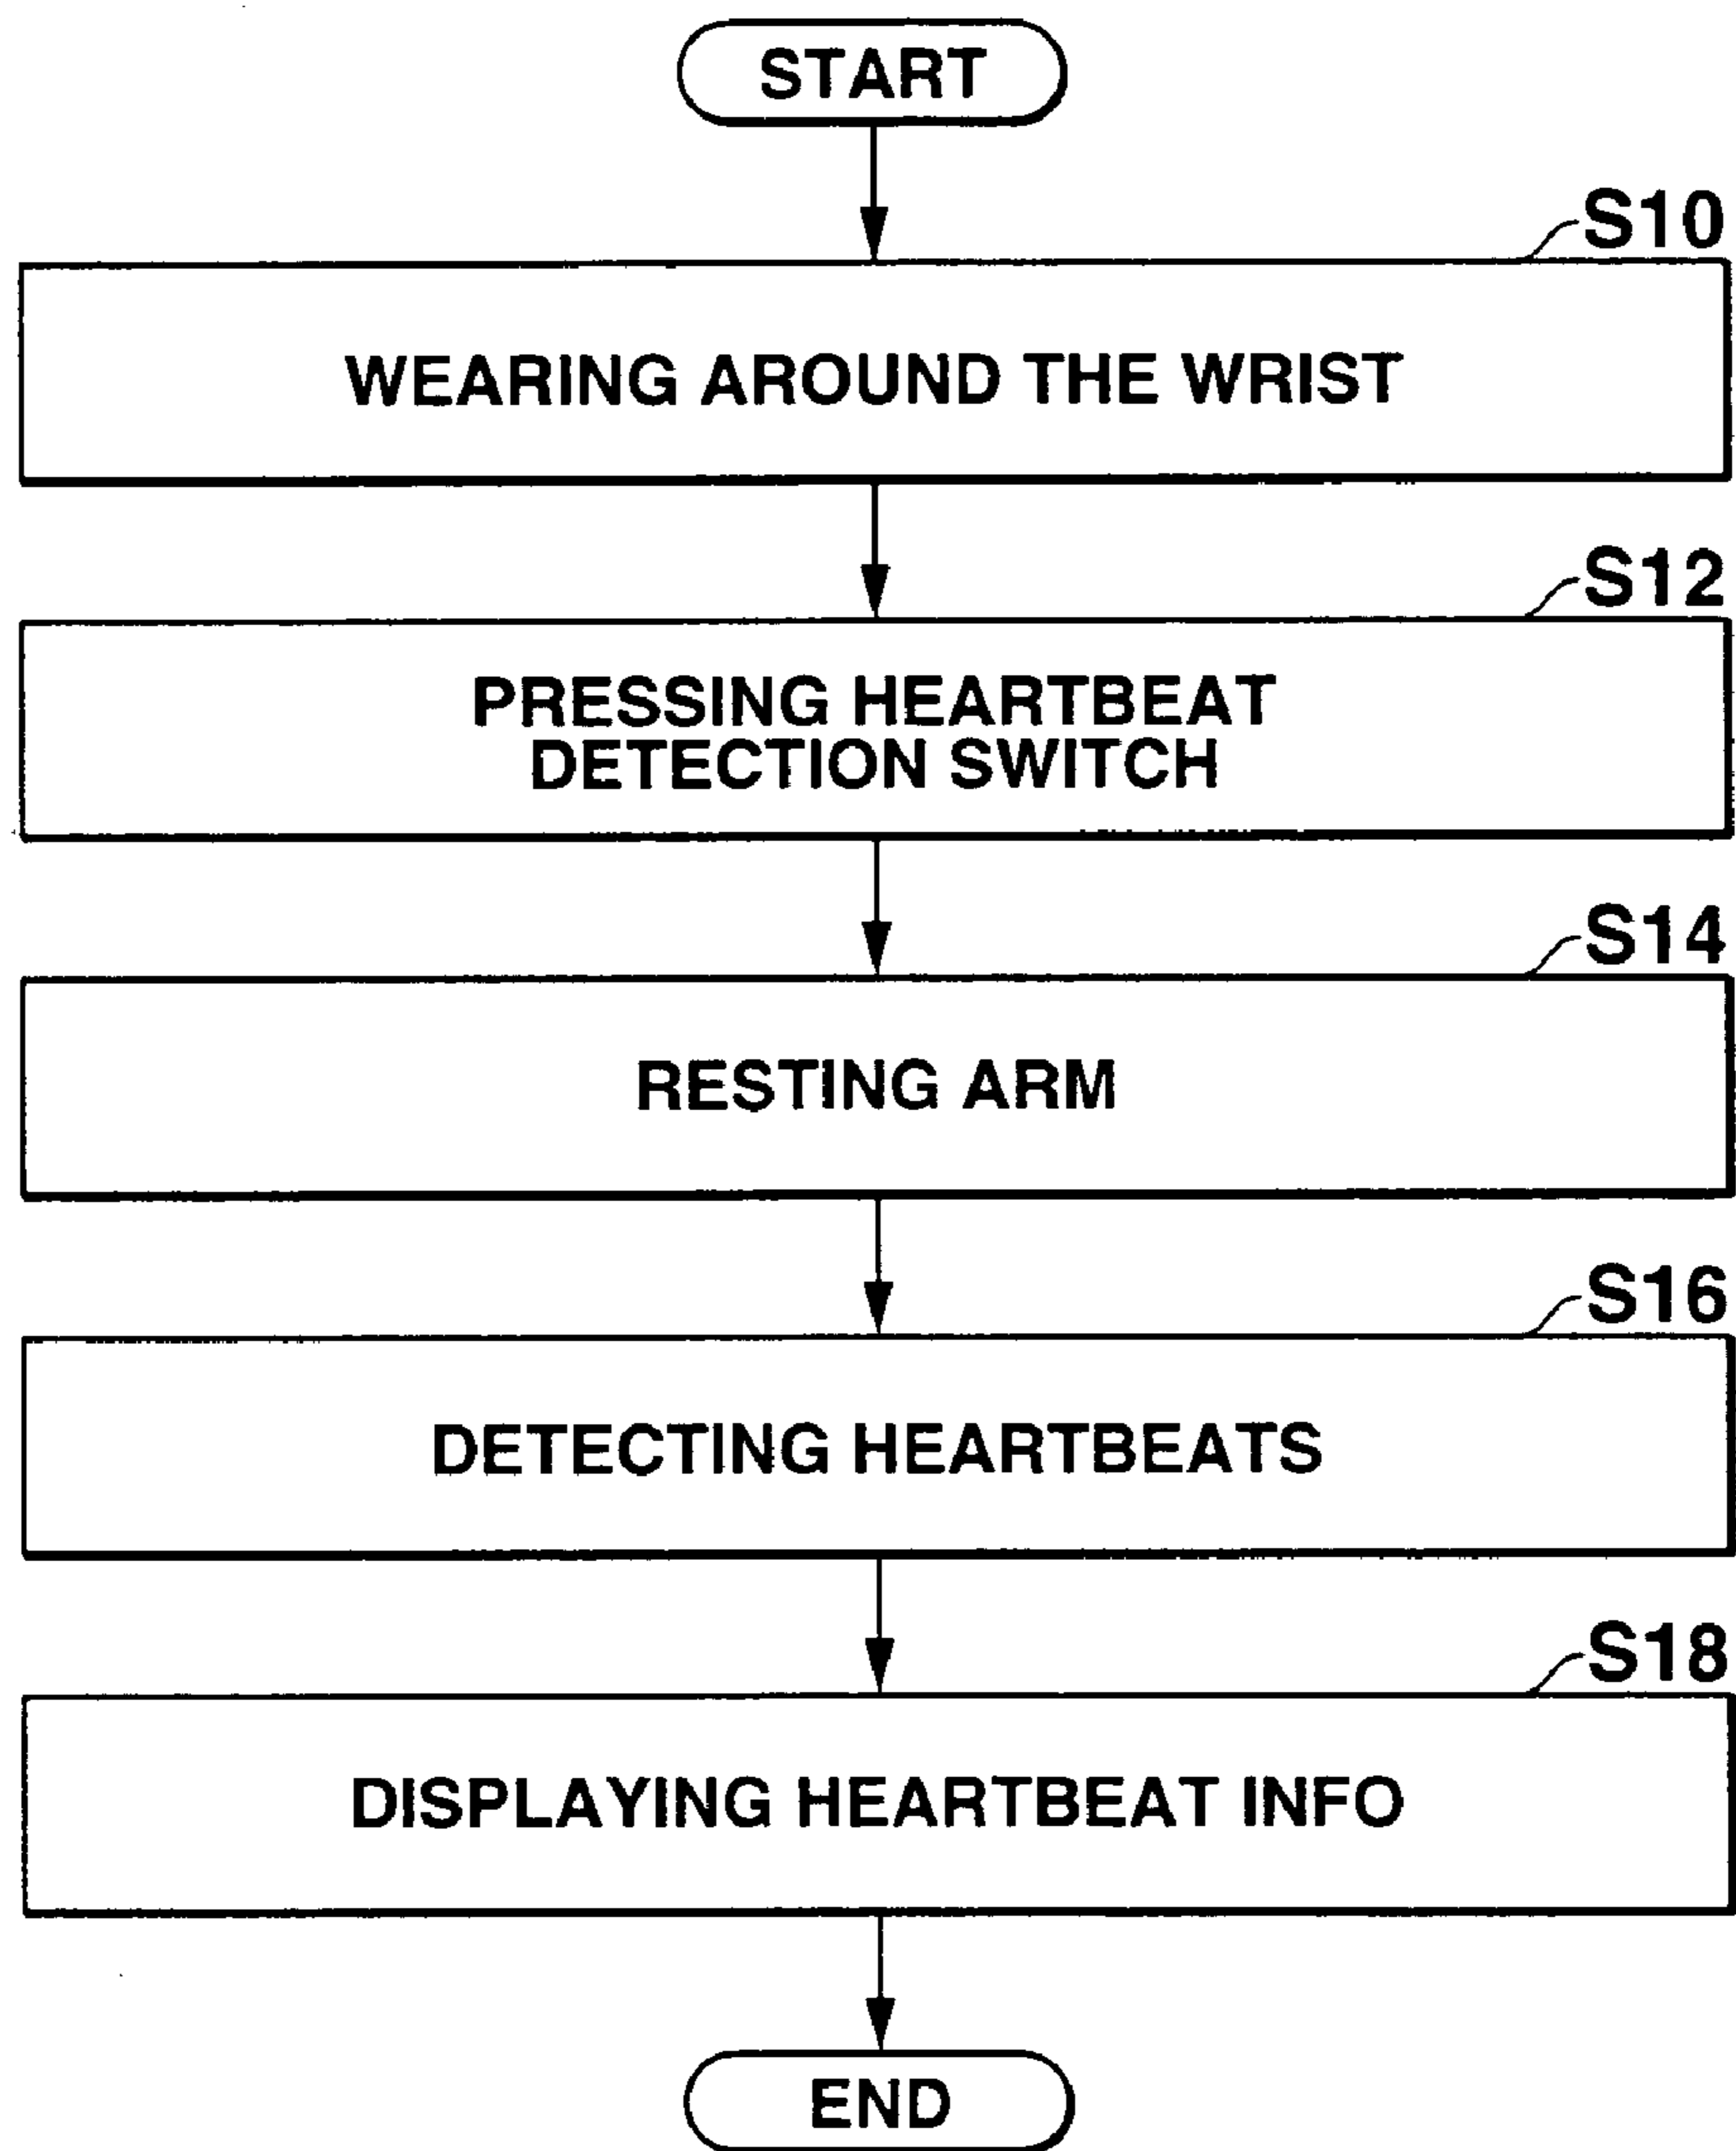 START
S10
WEARING AROUND THE WRIST
S12
PRESSING HEARTBEAT
DETECTION SWITCH
S14
RESTING ARM
S16
DETECTING HEARTBEATS
S18
DISPLAYING HEARTBEAT INFO
END